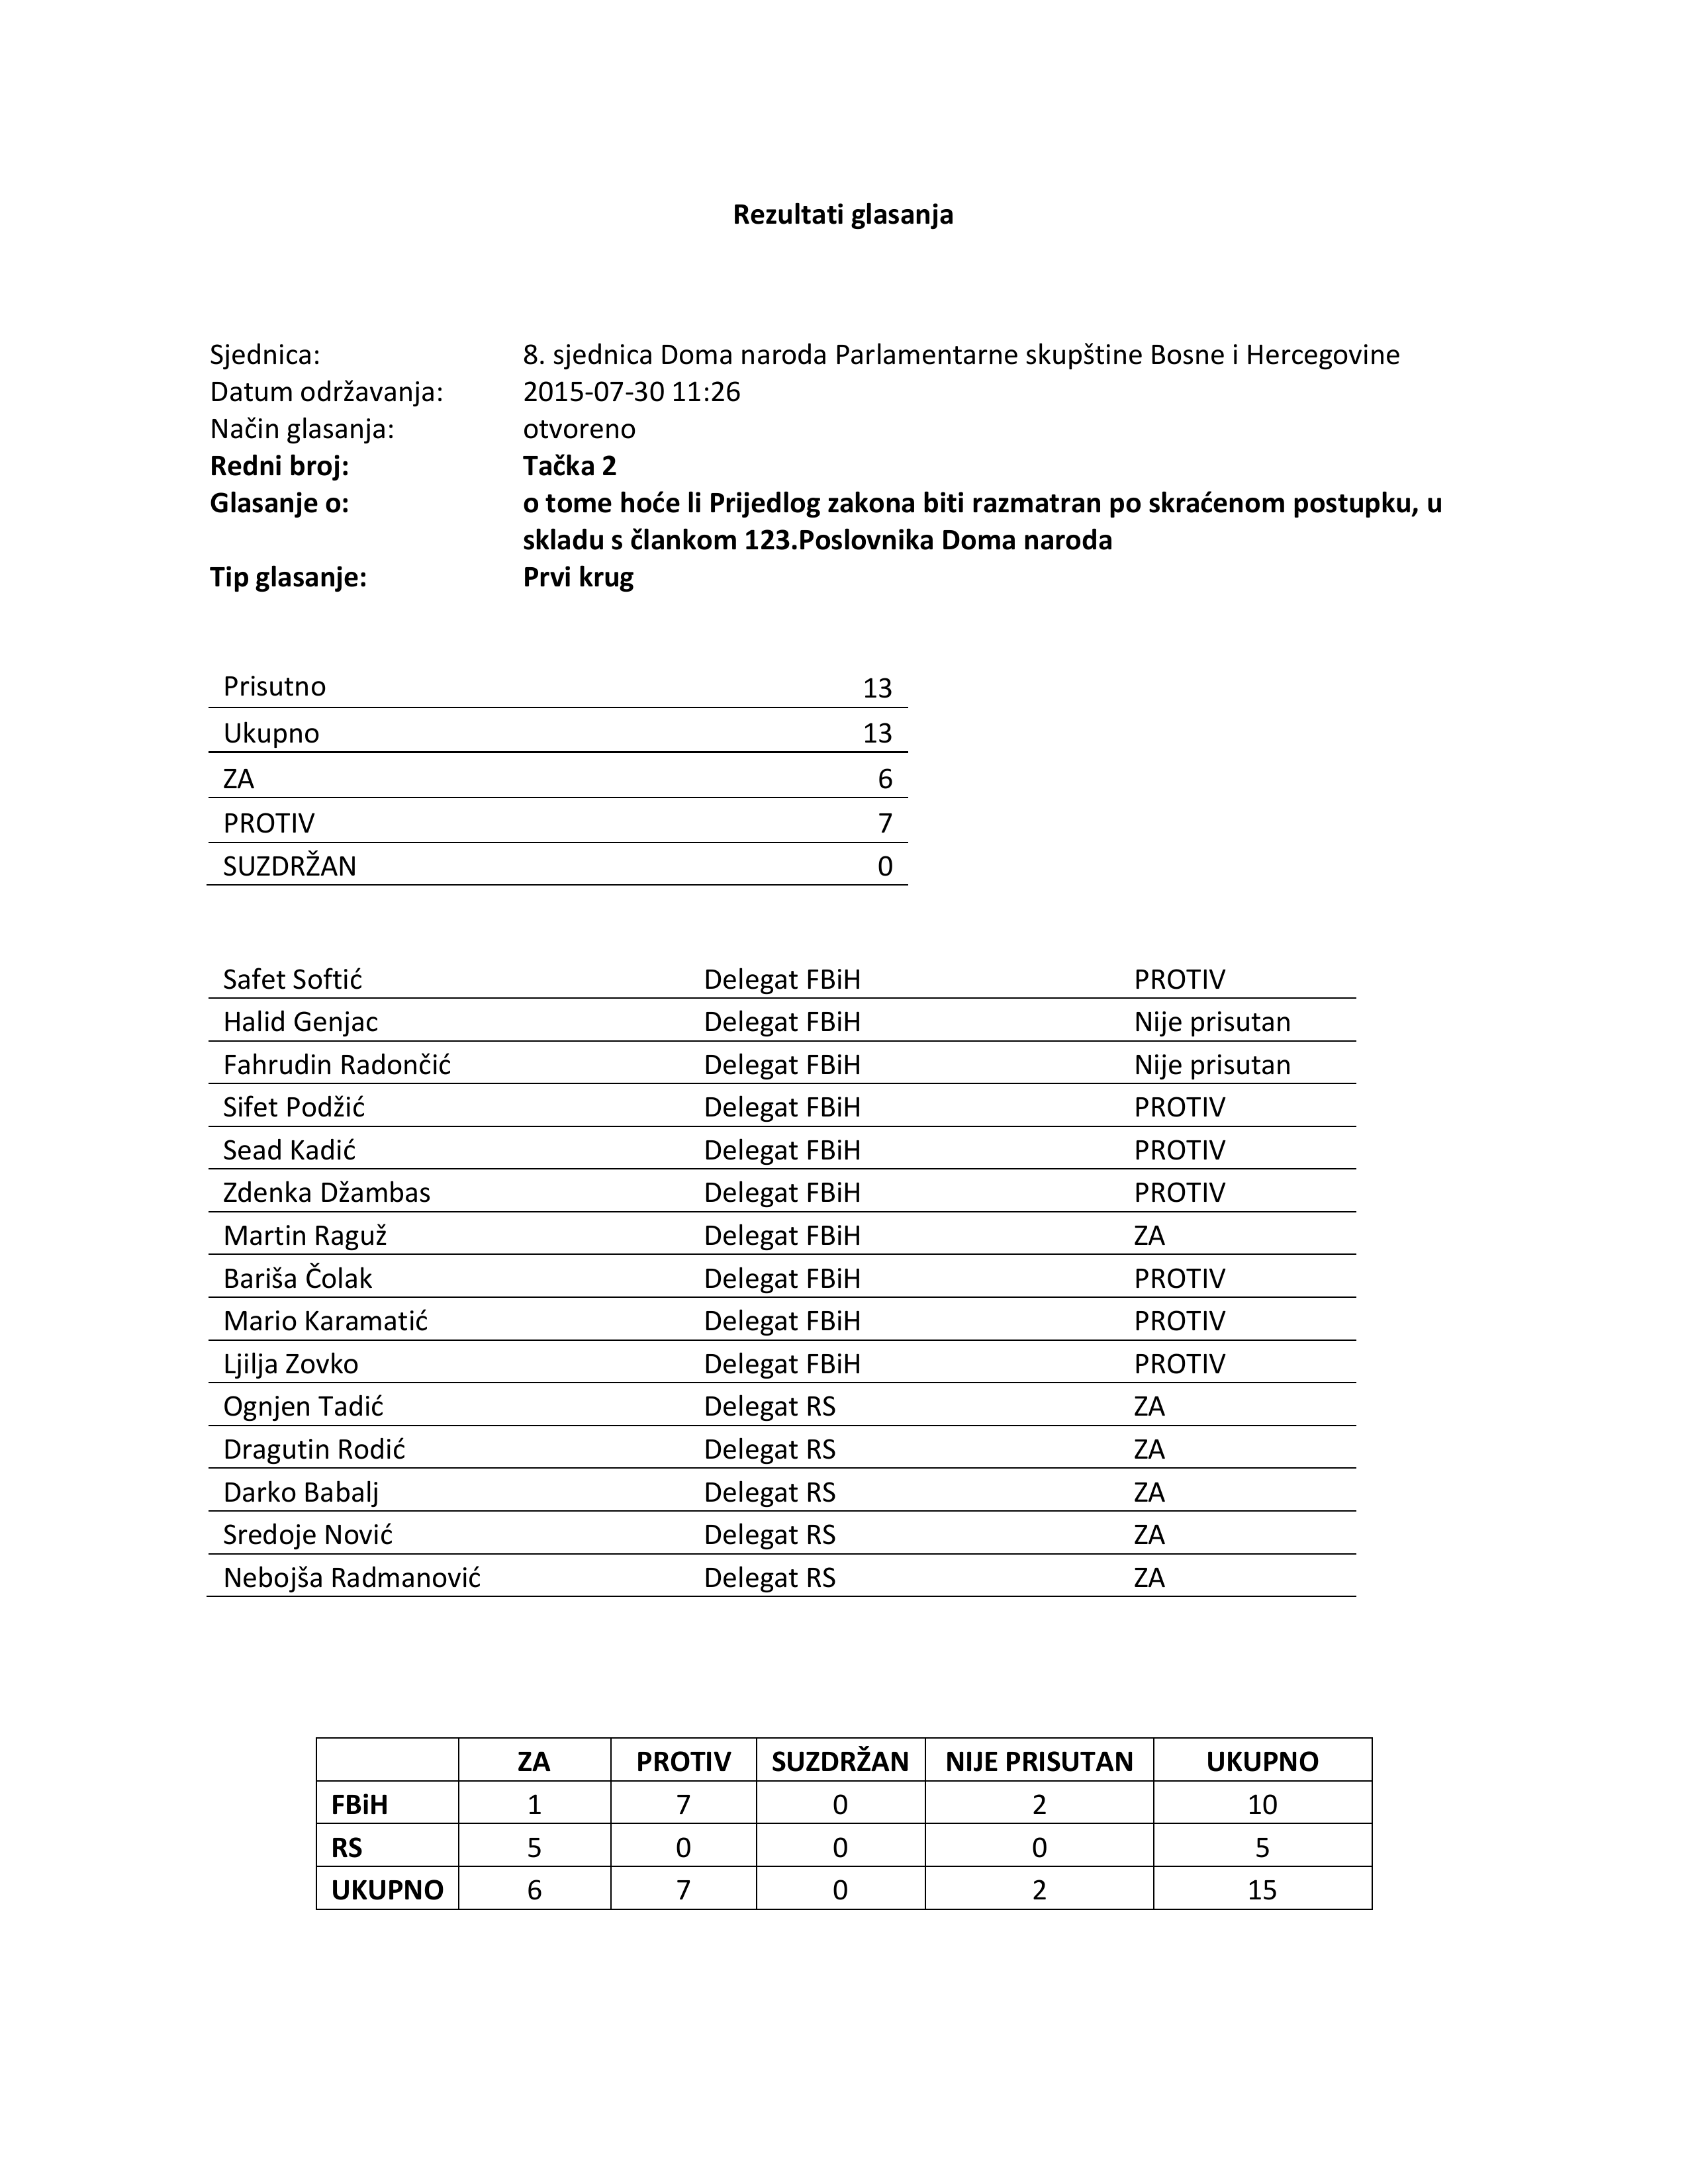 Rezultati glasanja
Sjednica: 8. sjednica Doma naroda Parlamentarne skupštine Bosne i Hercegovine
Datum održavanja: 2015-07-30 11:26
Način glasanja: otvoreno
Redni broj: Tačka 2
Glasanje o: o tome hoće li Prijedlog zakona biti razmatran po skraćenom postupku, u
skladu s člankom 123.Poslovnika Doma naroda
Tip glasanje: Prvi krug
Prisutno 13
Ukupno 13
ZA 6
PROTIV 7
SUZDRŽAN 0
Safet Softić Delegat FBiH PROTIV
Halid Genjac Delegat FBiH Nije prisutan
Fahrudin Radončić Delegat FBiH Nije prisutan
Sifet Podžić Delegat FBiH PROTIV
Sead Kadić Delegat FBiH PROTIV
Zdenka Džambas Delegat FBiH PROTIV
Martin Raguž Delegat FBiH ZA
Bariša Čolak Delegat FBiH PROTIV
Mario Karamatić Delegat FBiH PROTIV
Ljilja Zovko Delegat FBiH PROTIV
Ognjen Tadić Delegat RS ZA
Dragutin Rodić Delegat RS ZA
Darko Babalj Delegat RS ZA
Sredoje Nović Delegat RS ZA
Nebojša Radmanović Delegat RS ZA
ZA PROTIV SUZDRŽAN NIJE PRISUTAN UKUPNO
FBiH 1 7 0 2 10
RS 5 0 0 0 5
UKUPNO 6 7 0 2 15